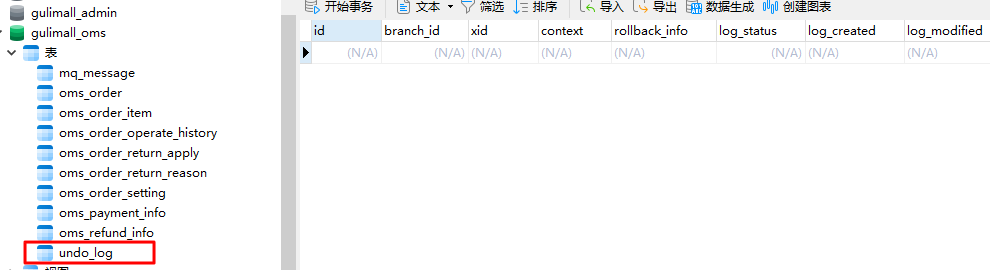 gulimall_admin
gulimall_oms
表
mq_message
oms_order
oms_order_item
oms_order_operate_history
oms_order_return_apply
oms_order_return_reason
oms_order_setting
oms_payment_info
oms_refund_info
undo_log
开始事务 文本 筛选 排序 导入 导出 数据生成 创建图表
id branch_id xid context rollback_info log_status log_created log_modified
(N/A) (N/A) (N/A) (N/A) (N/A) (N/A) (N/A) (N/A)